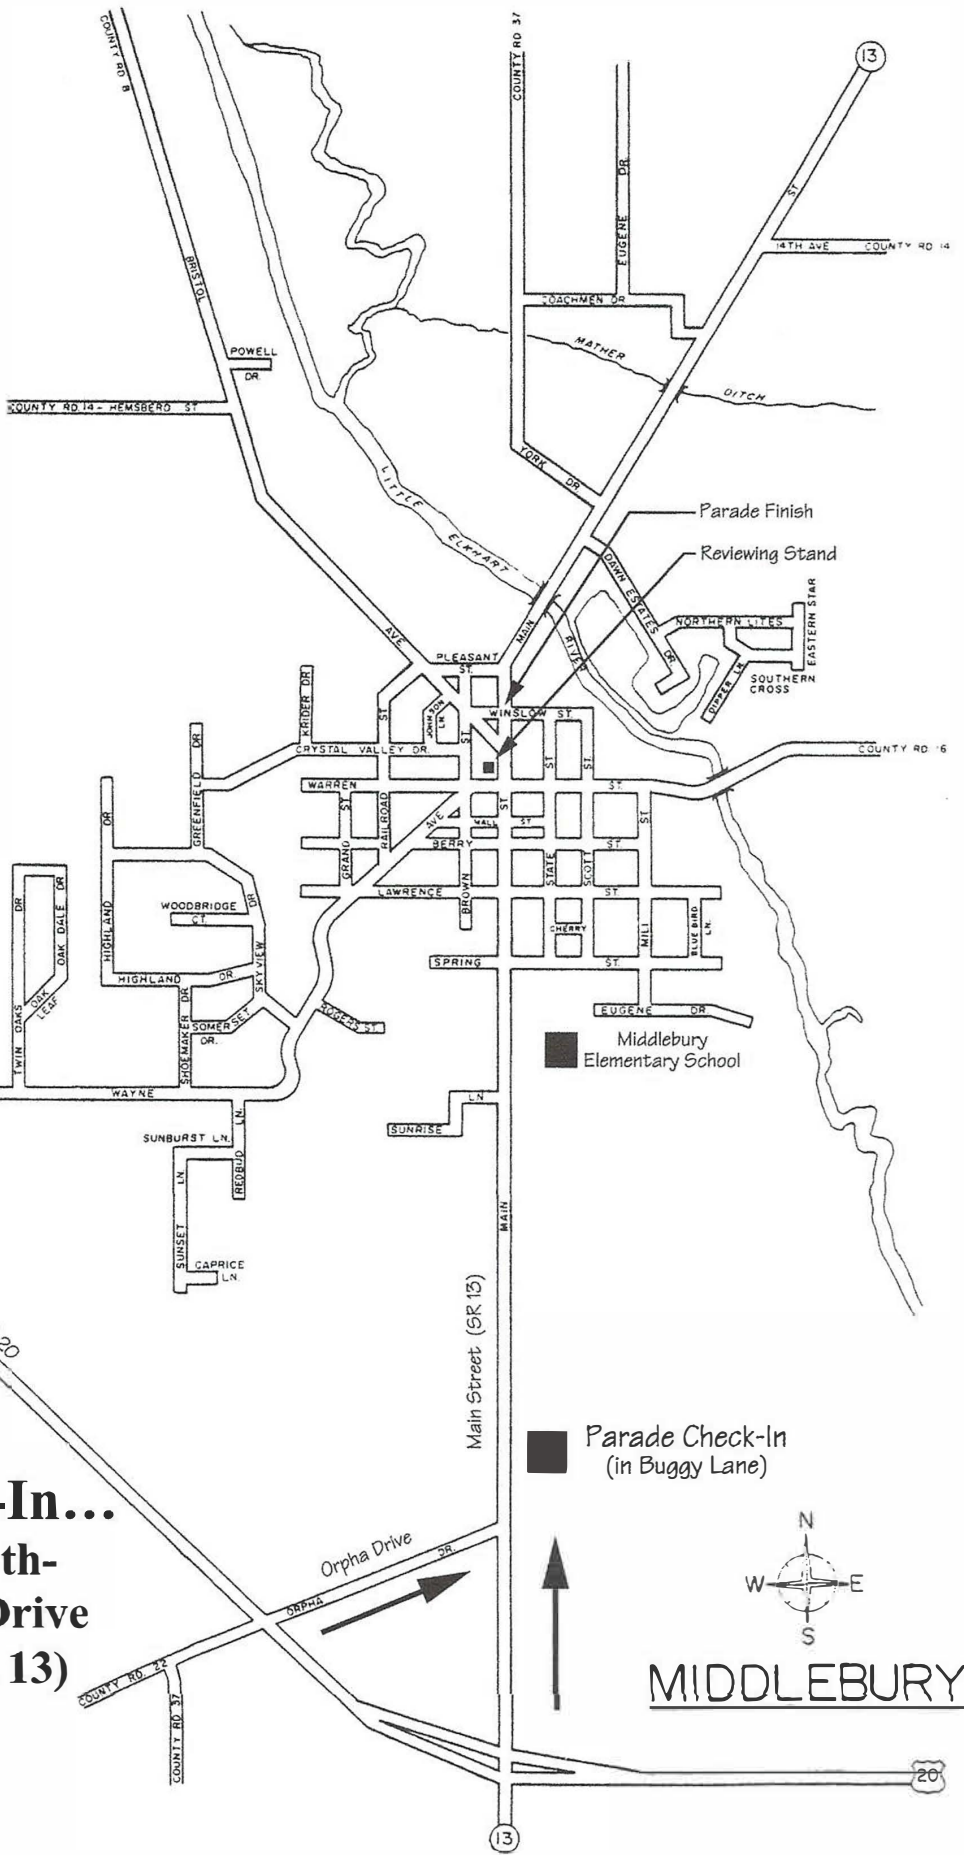 COUNTY RD 8
COUNTY RD 37
13
ST
EUGENE DR.
14TH AVE COUNTY RD 14
BRISTOL
COACHMEN DR
POWELL
DR.
MATHER
DITCH
COUNTY RD. 14 - HEMSBERD ST
YORK DR.
LITTLE
ELKHART
RIVER
Parade Finish
Reviewing Stand
DAWN ESTATES DR.
NORTHERN LITES
EASTERN STAR
DIPPER LN.
SOUTHERN
CROSS
AVE
MAIN
PLEASANT
ST.
KRIDER DR
ST
JOHNSON
LN.
ST.
WINSLOW ST.
CRYSTAL VALLEY DR.
ST
ST.
COUNTY RD 16
GREENFIELD DR
WARREN
ST.
DR
GRAND ST
RAILROAD
AVE
ST
WALL ST
ST
BERRY
ST.
STATE
SCOTT
LAWRENCE
ST.
BROWN
CHERRY
MILL
BLUE BIRD
LN.
WOODBRIDGE
CT.
DR
SKYVIEW
HIGHLAND
HIGHLAND DR.
SPRING
ST.
DR
OAK DALE DR
OAK
LEAF
TWIN OAKS
SHOEMAKER DR
SOMERSET
DR.
ROGERS ST.
EUGENE DR.
Middlebury
Elementary School
WAYNE
LN
SUNRISE
SUNBURST LN.
REDBUD LN.
SUNSET LN.
CAPRICE
LN.
MAIN
Main Street (SR 13)
20
Parade Check-In
(in Buggy Lane)
-In…
th-
Drive
13)
Orpha Drive
ORPHA DR.
COUNTY RD. 22
COUNTY RD 37
N
W E
S
MIDDLEBURY
20
13